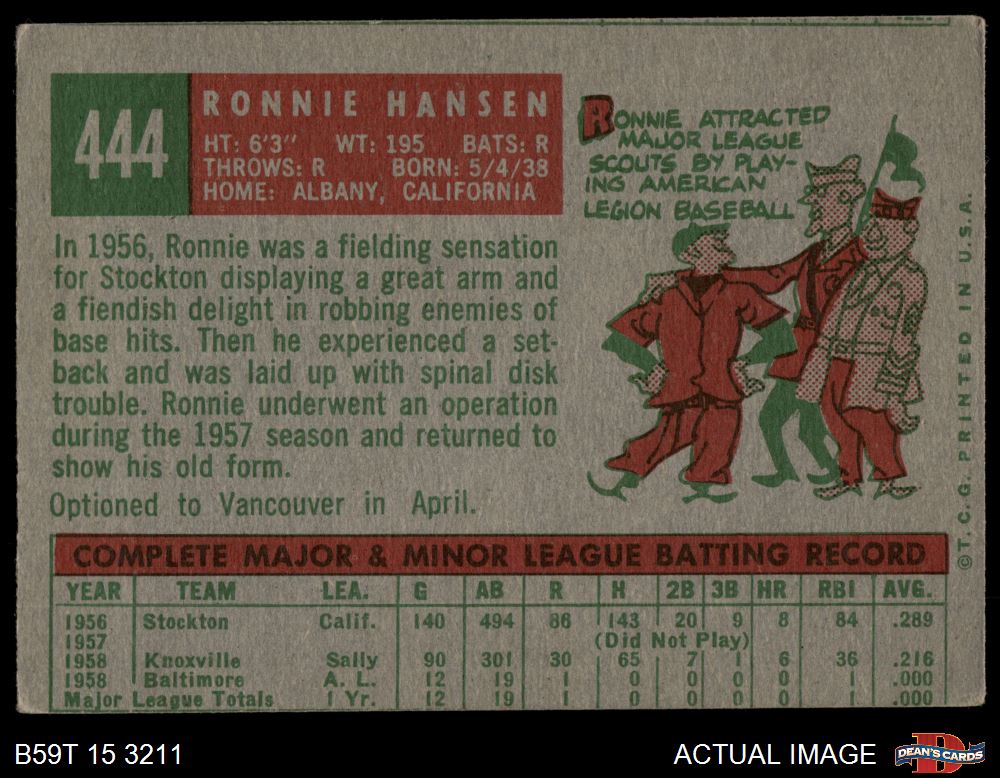 444
RONNIE HANSEN
HT: 6'3" WT: 195 BATS: R
THROWS: R BORN: 5/4/38
HOME: ALBANY, CALIFORNIA
RONNIE ATTRACTED
MAJOR LEAGUE
SCOUTS BY PLAY-
ING AMERICAN
LEGION BASEBALL
In 1956, Ronnie was a fielding sensation
for Stockton displaying a great arm and
a fiendish delight in robbing enemies of
base hits. Then he experienced a set-
back and was laid up with spinal disk
trouble. Ronnie underwent an operation
during the 1957 season and returned to
show his old form.
Optioned to Vancouver in April.
©T.C.G. PRINTED IN U.S.A.
COMPLETE MAJOR & MINOR LEAGUE BATTING RECORD
YEAR TEAM LEA. G AB R H 2B 3B HR RBI AVG.
1956 Stockton Calif. 140 494 86 143 20 9 8 84 .289
1957 (Did Not Play)
1958 Knoxville Sally 90 301 30 65 7 1 6 36 .216
1958 Baltimore A. L. 12 19 1 0 0 0 0 1 .000
Major League Totals 1 Yr. 12 19 1 0 0 0 0 1 .000
B59T 15 3211
ACTUAL IMAGE
DEAN'S CARDS